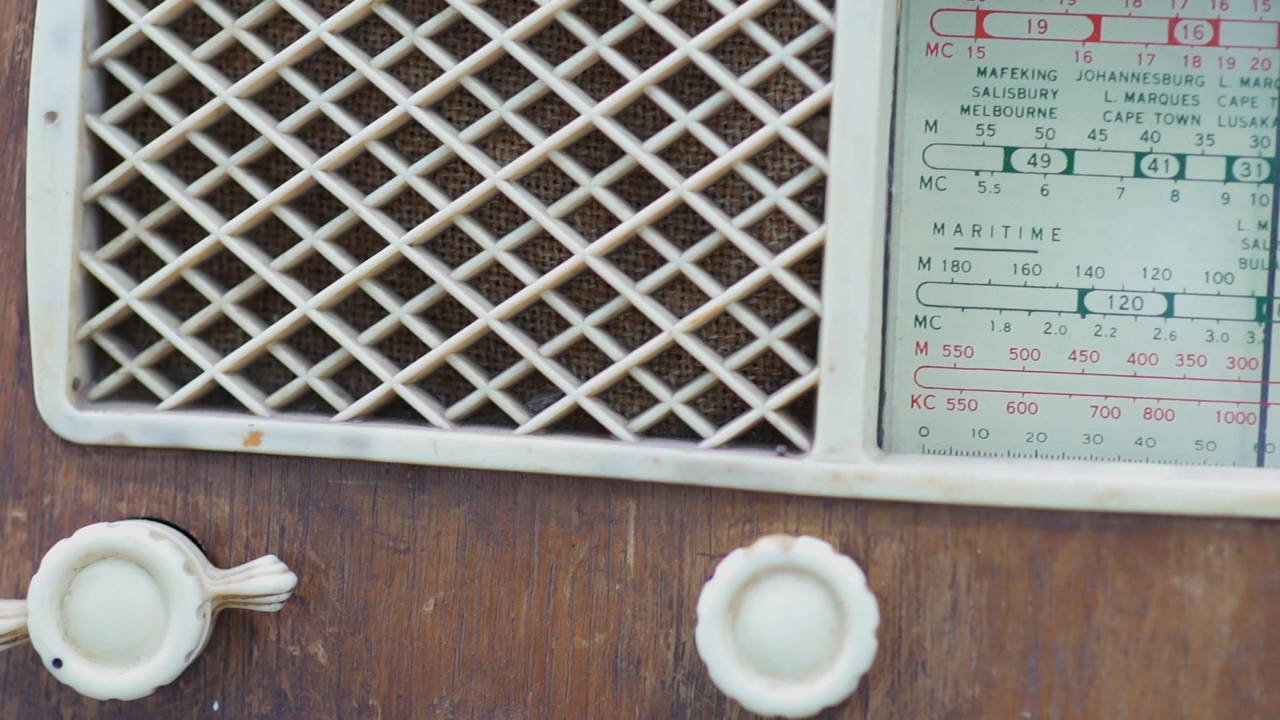 19 16
MC 15 16 17 18 19 20
MAFEKING JOHANNESBURG L.
SALISBURY L. MARQUES CAPE
MELBOURNE CAPE TOWN LUSAKA
M 55 50 45 40 35 30
49 41 31
MC 5.5 6 7 8 9 10
MARITIME
M 180 160 140 120 100
120
MC 1.8 2.0 2.2 2.6 3.0
M 550 500 450 400 350 300
KC 550 600 700 800 1000
0 10 20 30 40 50 60